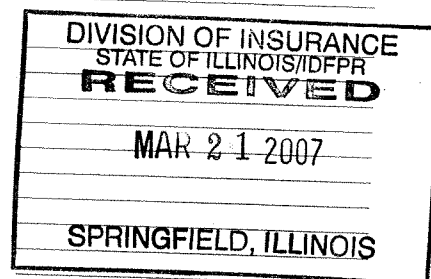 DIVISION OF INSURANCE
STATE OF ILLINOIS/IDFPR
RECEIVED
MAR 21 2007
SPRINGFIELD, ILLINOIS